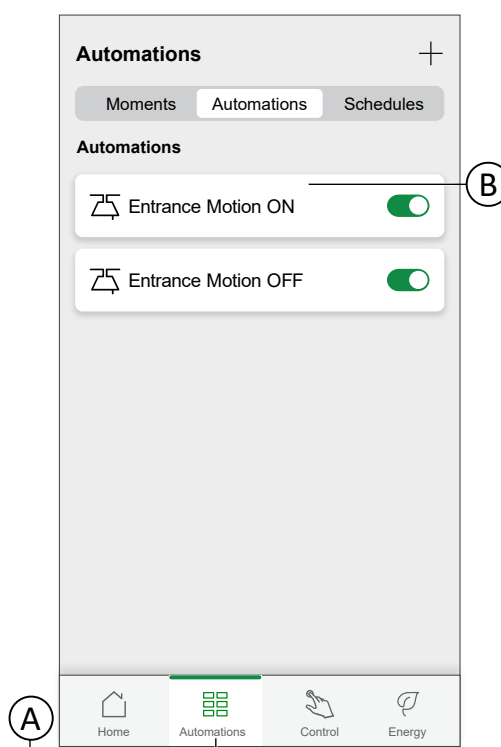 Automations
Moments Automations Schedules
Automations
B
Entrance Motion ON
Entrance Motion OFF
A
Home Automations Control Energy